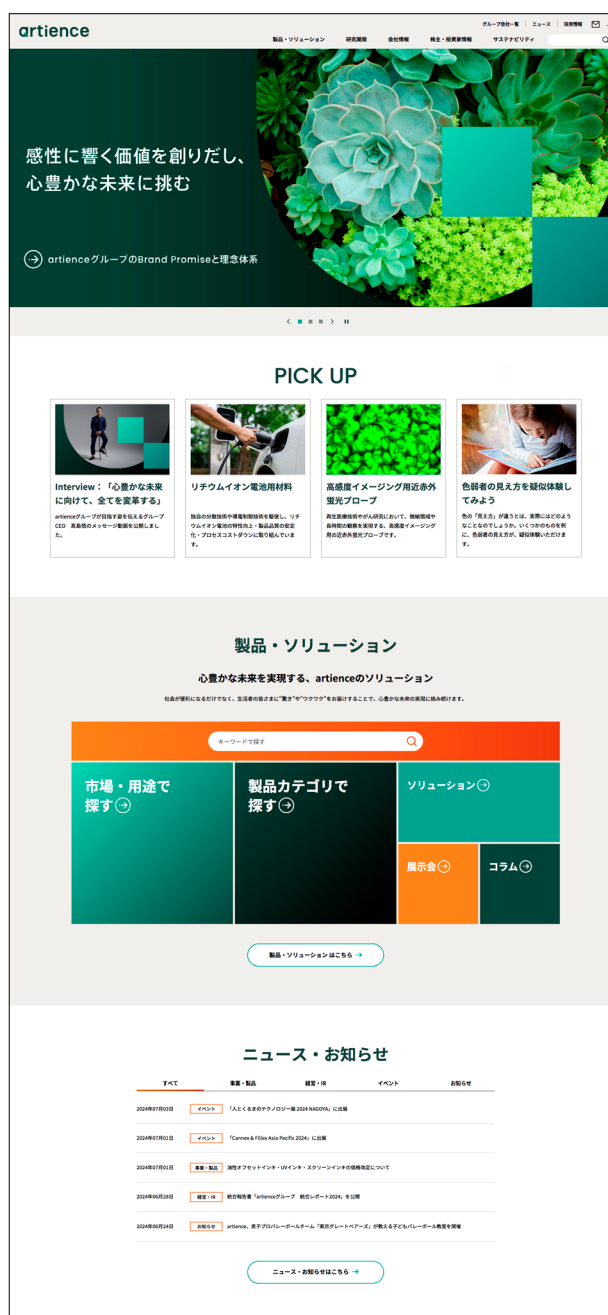 artience
グループ会社一覧 ニュース 採用情報
製品・ソリューション 研究開発 会社情報 株主・投資家情報 サステナビリティ
感性に響く価値を創りだし、
心豊かな未来に挑む
artienceグループのBrand Promiseと理念体系
PICK UP
Interview：「心豊かな未来
に向けて、全てを変革する」
artienceグループが目指す姿を伝えるグループ
CEO 髙島悟のメッセージ動画を公開しまし
た。
リチウムイオン電池用材料
独自の分散技術や導電制御技術を駆使し、リチ
ウムイオン電池の特性向上・製品品質の安定
化・プロセスコストダウンに取り組んでいま
す。
高感度イメージング用近赤外
蛍光プローブ
再生医療技術やがん研究において、微細領域や
長時間の観察を実現する、高感度イメージング
用の近赤外蛍光プローブです。
色弱者の見え方を疑似体験し
てみよう
色の「見え方」が違うとは、実際にはどのよう
なことなのでしょうか。いくつかのものを例
に、色弱者の見え方が、疑似体験いただけま
す。
製品・ソリューション
心豊かな未来を実現する、artienceのソリューション
社会が便利になるだけでなく、生活者の皆さまに"驚き"や"ワクワク"をお届けすることで、心豊かな未来の実現に挑み続けます。
キーワードで探す
市場・用途で
探す
製品カテゴリで
探す
ソリューション
展示会
コラム
製品・ソリューションはこちら
ニュース・お知らせ
すべて 事業・製品 経営・IR イベント お知らせ
2024年07月03日 イベント 「人とくるまのテクノロジー展 2024 NAGOYA」に出展
2024年07月01日 イベント 「Cannex & Fillex Asia Pacific 2024」に出展
2024年07月01日 事業・製品 油性オフセットインキ・UVインキ・スクリーンインキの価格改定について
2024年06月28日 経営・IR 統合報告書「artienceグループ 統合レポート2024」を公開
2024年06月24日 お知らせ artience、男子プロバレーボールチーム「東京グレートベアーズ」が教える子どもバレーボール教室を開催
ニュース・お知らせはこちら